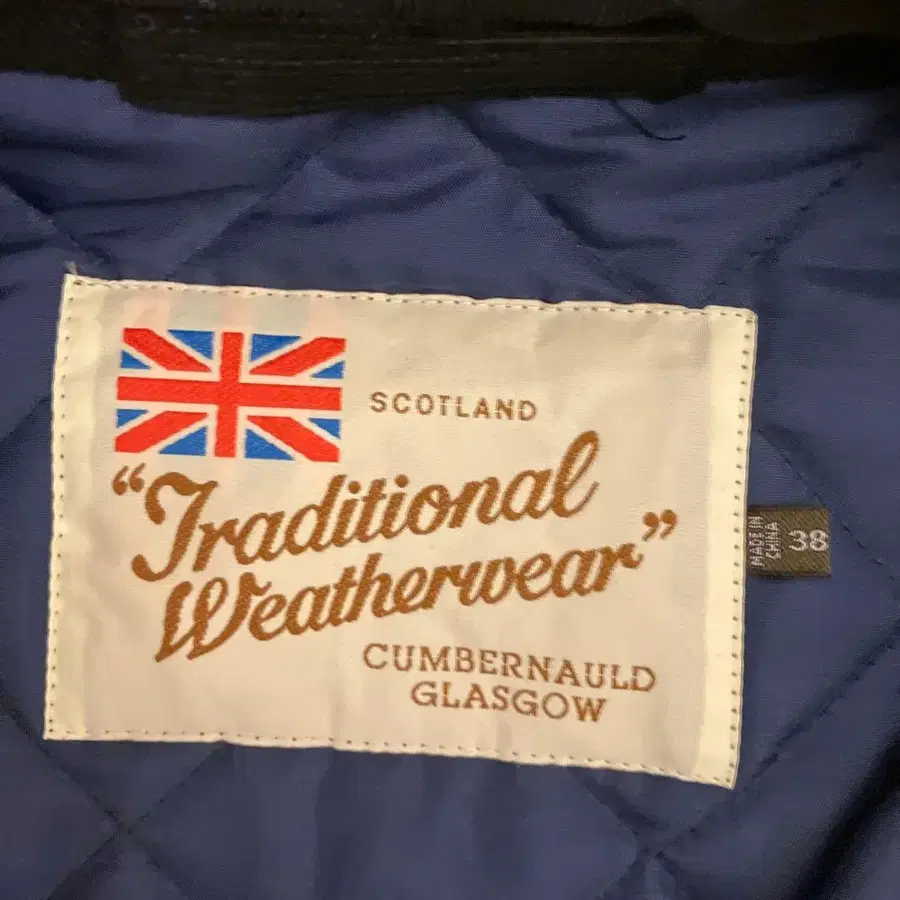 SCOTLAND
“Traditional
Weatherwear”
CUMBERNAULD
GLASGOW
MADE IN
CHINA
38